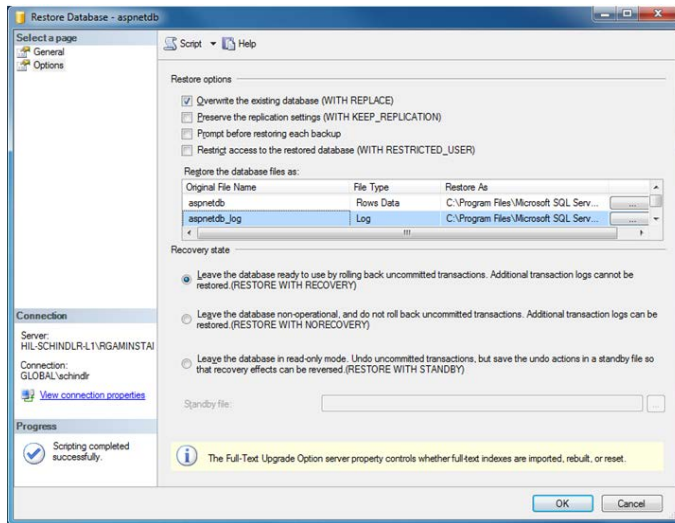 Restore Database - aspnetdb
Select a page
General
Options
Script
Help
Restore options
Overwrite the existing database (WITH REPLACE)
Preserve the replication settings (WITH KEEP_REPLICATION)
Prompt before restoring each backup
Restrict access to the restored database (WITH RESTRICTED_USER)
Restore the database files as:
Original File Name File Type Restore As
aspnetdb Rows Data C:\Program Files\Microsoft SQL Serv... ...
aspnetdb_log Log C:\Program Files\Microsoft SQL Serv... ...
Recovery state
Leave the database ready to use by rolling back uncommitted transactions. Additional transaction logs cannot be
restored.(RESTORE WITH RECOVERY)
Leave the database non-operational, and do not roll back uncommitted transactions. Additional transaction logs can be
restored.(RESTORE WITH NORECOVERY)
Leave the database in read-only mode. Undo uncommitted transactions, but save the undo actions in a standby file so
that recovery effects can be reversed.(RESTORE WITH STANDBY)
Standby file:
...
Connection
Server:
HIL-SCHINDLR-L1\RGAMINSTAI
Connection:
GLOBAL\schindlr
View connection properties
Progress
Scripting completed
successfully.
The Full-Text Upgrade Option server property controls whether full-text indexes are imported, rebuilt, or reset.
OK
Cancel